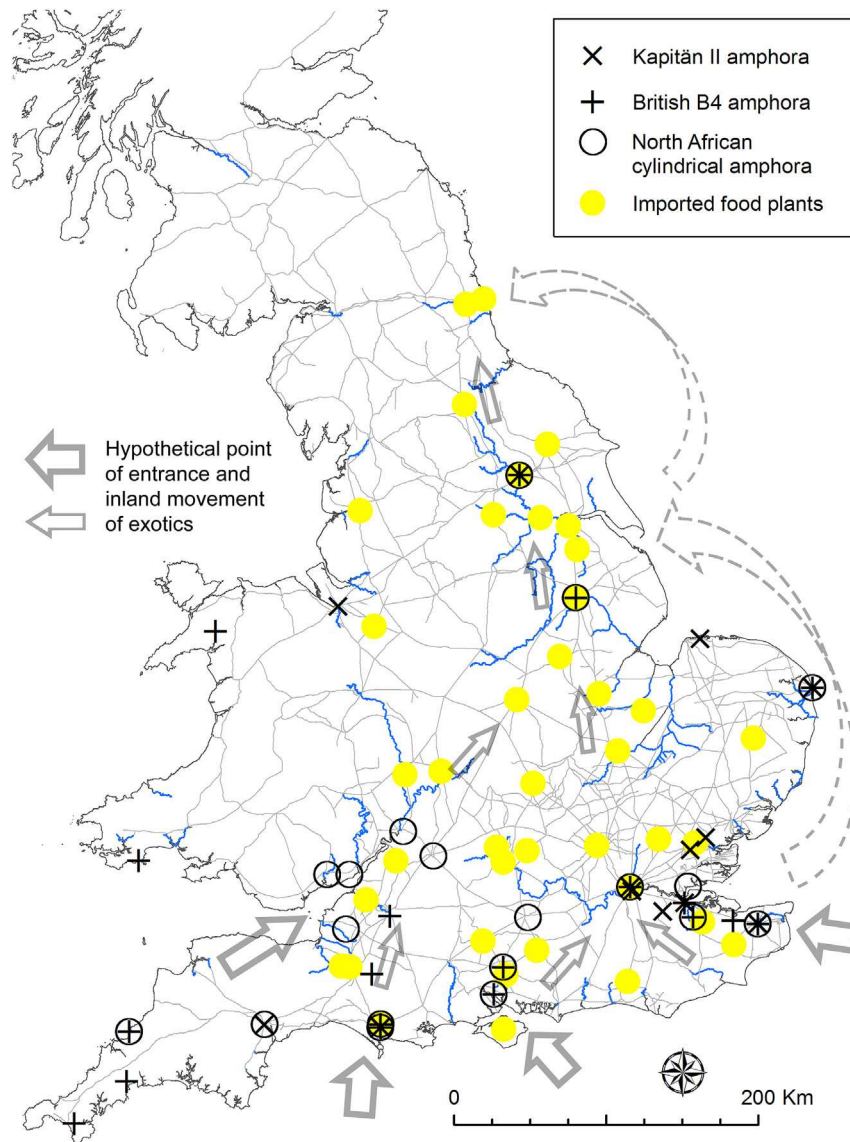 Kapitän II amphora
British B4 amphora
North African
cylindrical amphora
Imported food plants
Hypothetical point
of entrance and
inland movement
of exotics
0
200 Km